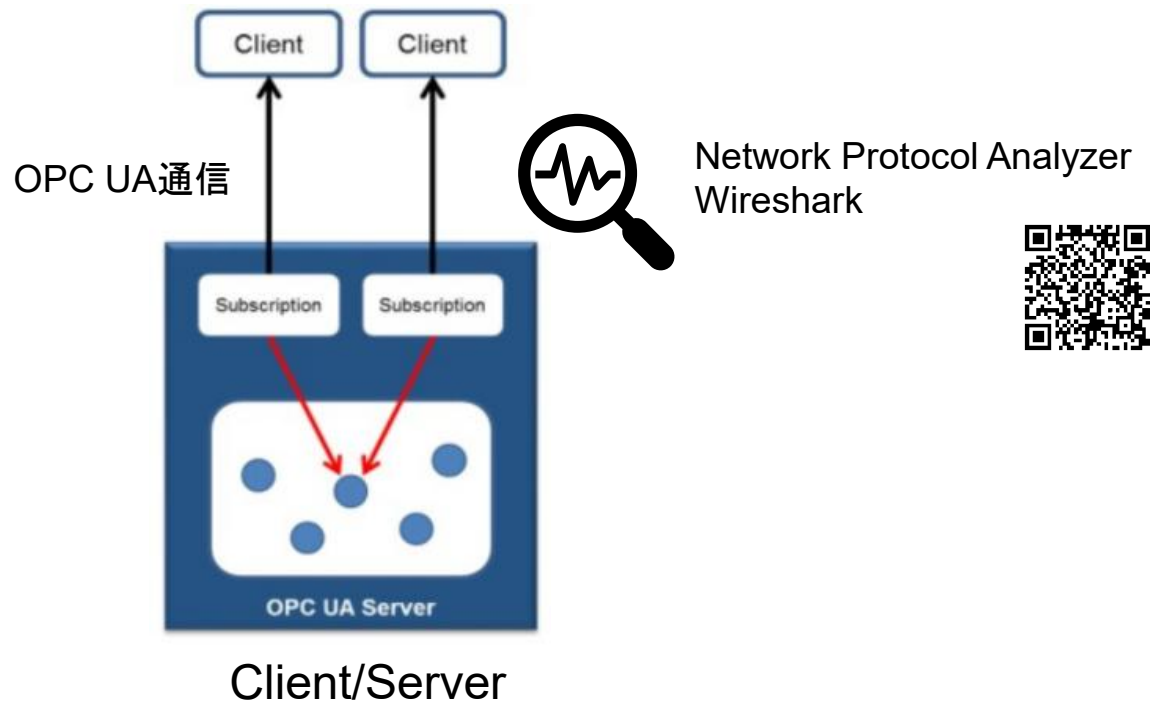 Client
Client
OPC UA通信
Network Protocol Analyzer
Wireshark
Subscription
Subscription
OPC UA Server
Client/Server